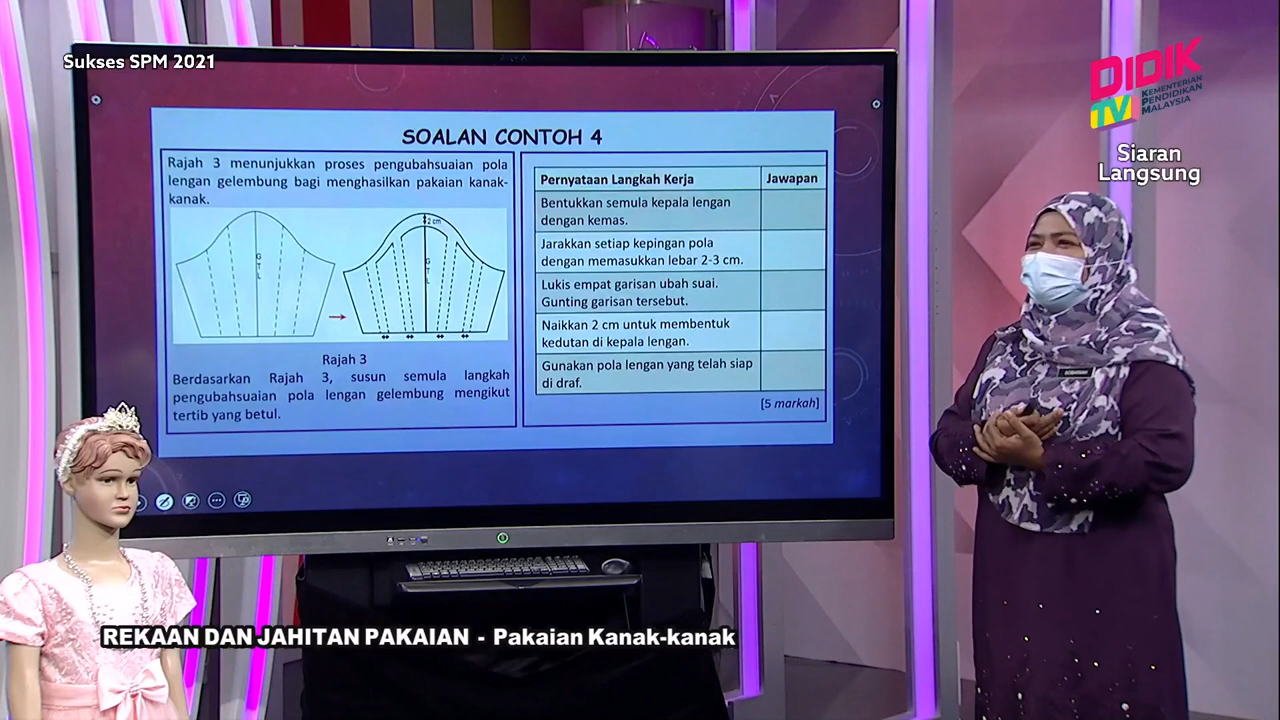 Sukses SPM 2021
DIDIK
TV
KEMENTERIAN
PENDIDIKAN
MALAYSIA
Siaran
Langsung
SOALAN CONTOH 4
Rajah 3 menunjukkan proses pengubahsuaian pola
lengan gelembung bagi menghasilkan pakaian kanak-
kanak.
G
T
L
2 cm
G
T
L
Rajah 3
Berdasarkan Rajah 3, susun semula langkah
pengubahsuaian pola lengan gelembung mengikut
tertib yang betul.
Pernyataan Langkah Kerja Jawapan
Bentukkan semula kepala lengan
dengan kemas.
Jarakkan setiap kepingan pola
dengan memasukkan lebar 2-3 cm.
Lukis empat garisan ubah suai.
Gunting garisan tersebut.
Naikkan 2 cm untuk membentuk
kedutan di kepala lengan.
Gunakan pola lengan yang telah siap
di draf.
[5 markah]
REKAAN DAN JAHITAN PAKAIAN - Pakaian Kanak-kanak